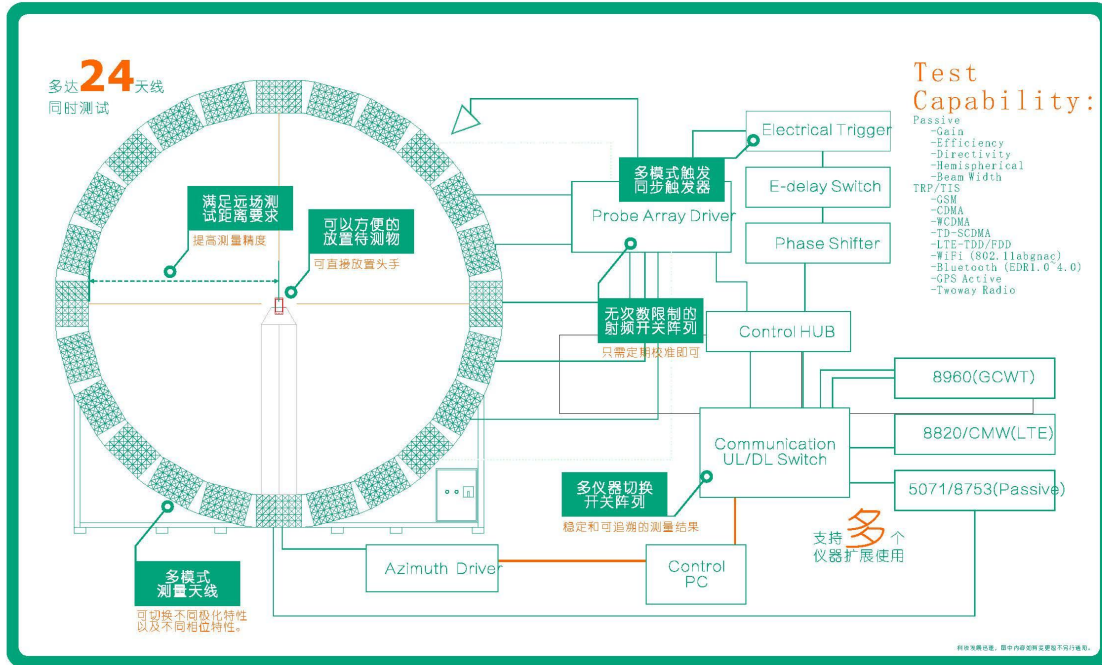 多达24天线
同时测试
满足远场测
试距离要求
提高测量精度
可以方便的
放置待测物
可直接放置头手
多模式触发
同步触发器
Electrical Trigger
E-delay Switch
Phase Shifter
Probe Array Driver
无次数限制的
射频开关阵列
只需定期校准即可
Control HUB
Test
Capability:
Passive
-Gain
-Efficiency
-Directivity
-Hemispherical
-Beam Width
TRP/TIS
-GSM
-CDMA
-WCDMA
-TD-SCDMA
-LTE-TDD/FDD
-WiFi (802.11abgnac)
-Bluetooth (EDR1.0~4.0)
-GPS Active
-Twoway Radio
8960(GCWT)
8820/CMW(LTE)
5071/8753(Passive)
Communication
UL/DL Switch
多仪器切换
开关阵列
稳定和可追溯的测量结果
支持多个
仪器扩展使用
Azimuth Driver
Control
PC
多模式
测量天线
可切换不同极化特性
以及不同相位特性。